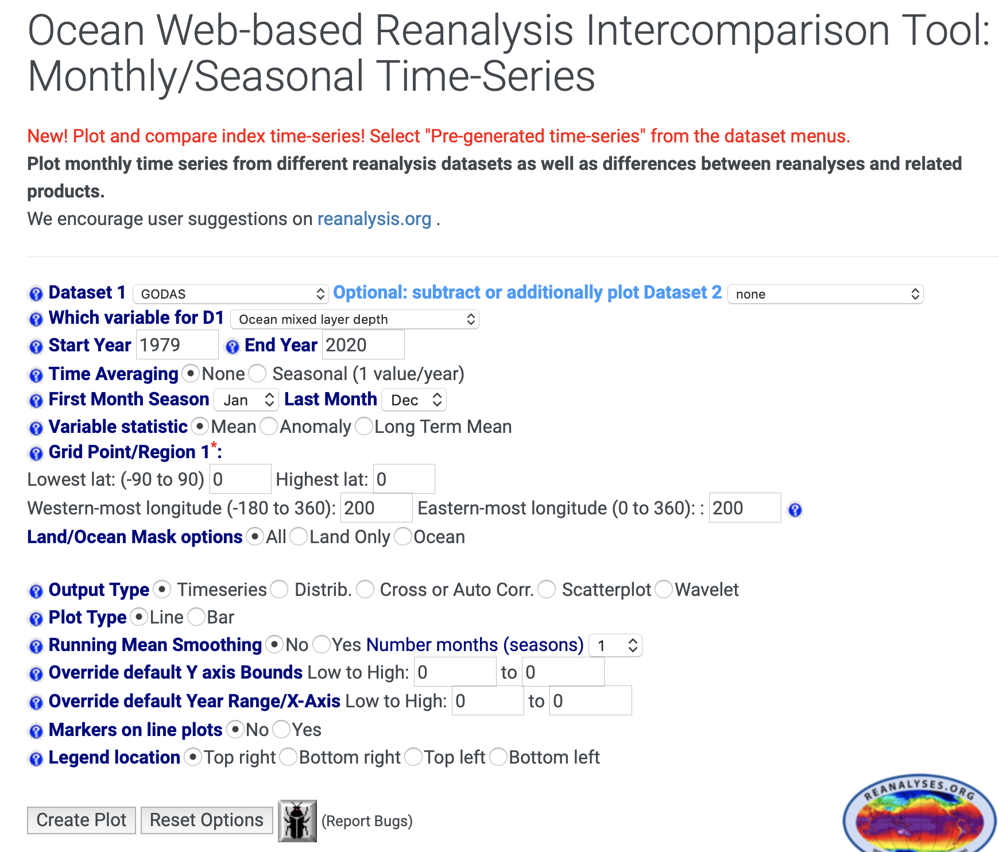 Ocean Web-based Reanalysis Intercomparison Tool:
Monthly/Seasonal Time-Series
New! Plot and compare index time-series! Select "Pre-generated time-series" from the dataset menus.
Plot monthly time series from different reanalysis datasets as well as differences between reanalyses and related
products.
We encourage user suggestions on reanalysis.org .
Dataset 1 GODAS Optional: subtract or additionally plot Dataset 2 none
Which variable for D1 Ocean mixed layer depth
Start Year 1979 End Year 2020
Time Averaging None Seasonal (1 value/year)
First Month Season Jan Last Month Dec
Variable statistic Mean Anomaly Long Term Mean
Grid Point/Region 1*:
Lowest lat: (-90 to 90) 0 Highest lat: 0
Western-most longitude (-180 to 360): 200 Eastern-most longitude (0 to 360): : 200
Land/Ocean Mask options All Land Only Ocean
Output Type Timeseries Distrib. Cross or Auto Corr. Scatterplot Wavelet
Plot Type Line Bar
Running Mean Smoothing No Yes Number months (seasons) 1
Override default Y axis Bounds Low to High: 0 to 0
Override default Year Range/X-Axis Low to High: 0 to 0
Markers on line plots No Yes
Legend location Top right Bottom right Top left Bottom left
REANALYSES.ORG
Create Plot Reset Options (Report Bugs)